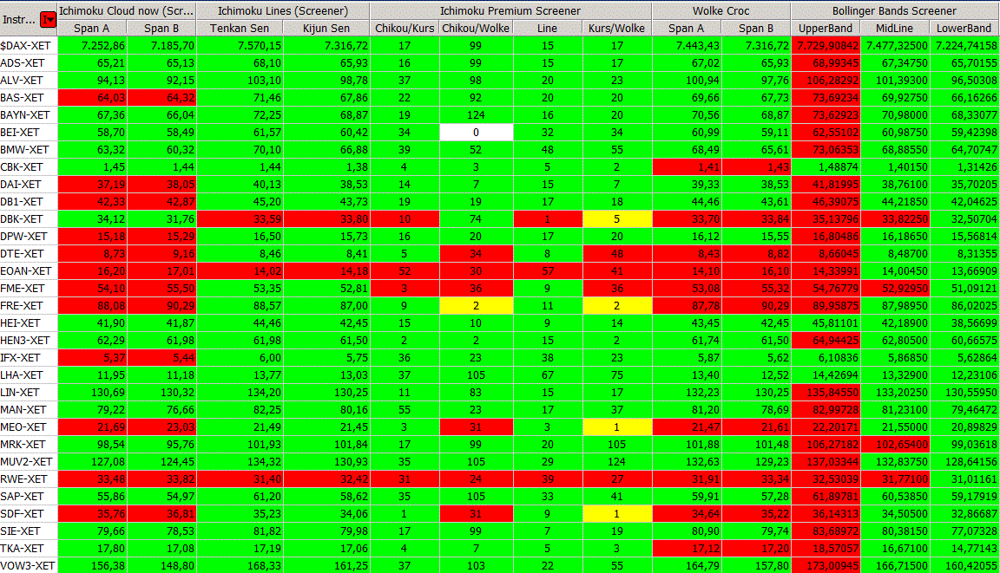 Instr... Ichimoku Cloud now (Scr... Ichimoku Lines (Screener) Ichimoku Premium Screener Wolke Croc Bollinger Bands Screener
Span A Span B Tenkan Sen Kijun Sen Chikou/Kurs Chikou/Wolke Line Kurs/Wolke Span A Span B UpperBand MidLine LowerBand
$DAX-XET 7.252,86 7.185,70 7.570,15 7.316,72 17 99 15 17 7.443,43 7.316,72 7.729,90842 7.477,32500 7.224,74158
ADS-XET 65,21 65,13 68,10 65,93 16 99 15 17 67,02 65,93 68,99345 67,34750 65,70155
ALV-XET 94,13 92,15 103,10 98,78 37 98 20 23 100,94 97,76 106,28292 101,39300 96,50308
BAS-XET 64,03 64,32 71,46 67,86 22 92 20 20 69,66 67,73 73,69234 69,92750 66,16266
BAYN-XET 67,36 66,04 72,25 68,87 19 124 16 20 70,56 68,87 73,62923 70,98000 68,33077
BEI-XET 58,70 58,49 61,57 60,42 34 0 32 34 60,99 59,11 62,55102 60,98750 59,42398
BMW-XET 63,32 60,32 70,10 66,88 39 52 48 55 68,49 65,61 73,06353 68,88550 64,70747
CBK-XET 1,45 1,44 1,44 1,38 4 3 5 2 1,41 1,43 1,48874 1,40150 1,31426
DAI-XET 37,19 38,05 40,13 38,53 14 7 15 7 39,33 38,53 41,81995 38,76100 35,70205
DB1-XET 42,33 42,87 45,20 43,73 19 19 17 18 44,46 43,61 46,39075 44,21850 42,04625
DBK-XET 34,12 31,76 33,59 33,80 10 74 1 5 33,70 33,84 35,13796 33,82250 32,50704
DPW-XET 15,18 15,29 16,50 15,73 16 20 17 20 16,12 15,55 16,80486 16,18650 15,56814
DTE-XET 8,73 9,16 8,46 8,41 5 34 8 48 8,43 8,82 8,66045 8,48700 8,31355
EOAN-XET 16,20 17,01 14,02 14,18 52 30 57 41 14,10 16,10 14,33991 14,00450 13,66909
FME-XET 54,10 55,50 53,35 52,81 3 36 9 36 53,08 55,32 54,76779 52,92950 51,09121
FRE-XET 88,08 90,29 88,57 87,00 9 2 11 2 87,78 90,29 89,95875 87,98950 86,02025
HEI-XET 41,90 41,87 44,46 42,45 15 10 9 14 43,45 42,45 45,81101 42,18900 38,56699
HEN3-XET 62,29 61,98 61,98 61,50 2 2 15 2 61,74 61,50 64,94425 62,80500 60,66575
IFX-XET 5,37 5,44 6,00 5,75 36 23 38 23 5,87 5,62 6,10836 5,86850 5,62864
LHA-XET 11,95 11,18 13,77 13,03 37 105 67 75 13,40 12,52 14,42694 13,32900 12,23106
LIN-XET 130,69 130,32 134,20 130,25 11 83 15 17 132,23 130,25 135,84550 133,20250 130,55950
MAN-XET 79,22 76,66 82,25 80,16 55 23 17 37 81,20 78,69 82,99728 81,23100 79,46472
MEO-XET 21,69 23,03 21,49 21,45 3 31 3 1 21,47 21,61 22,20171 21,55000 20,89829
MRK-XET 98,54 95,76 101,93 101,84 17 99 20 105 101,88 101,48 106,27182 102,65400 99,03618
MUV2-XET 127,08 124,45 134,32 130,93 35 105 29 124 132,63 129,23 137,03344 132,83750 128,64156
RWE-XET 33,48 33,82 31,40 32,42 31 24 39 27 31,91 33,34 32,53039 31,77100 31,01161
SAP-XET 55,86 54,97 61,20 58,62 35 105 33 41 59,91 57,28 61,89781 60,53850 59,17919
SDF-XET 35,76 36,81 35,23 34,06 1 31 9 1 34,64 35,22 36,14313 34,50500 32,86687
SIE-XET 79,66 78,53 81,82 79,98 17 99 7 19 80,90 79,74 83,68972 80,38150 77,07328
TKA-XET 17,80 17,08 17,19 17,06 4 7 5 3 17,12 17,20 18,57057 16,67100 14,77143
VOW3-XET 156,38 148,80 168,33 161,25 37 103 22 55 164,79 157,80 173,00945 166,71500 160,42055